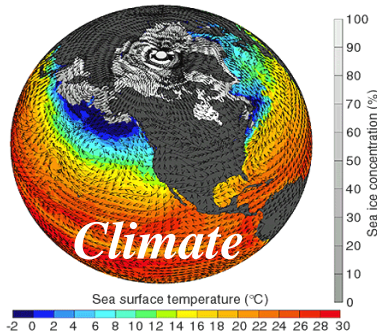 100
90
80
70
60
50
40
30
20
10
0
Sea ice concentration (%)
Climate
Sea surface temperature (°C)
-2 0 2 4 6 8 10 12 14 16 18 20 22 24 26 28 30